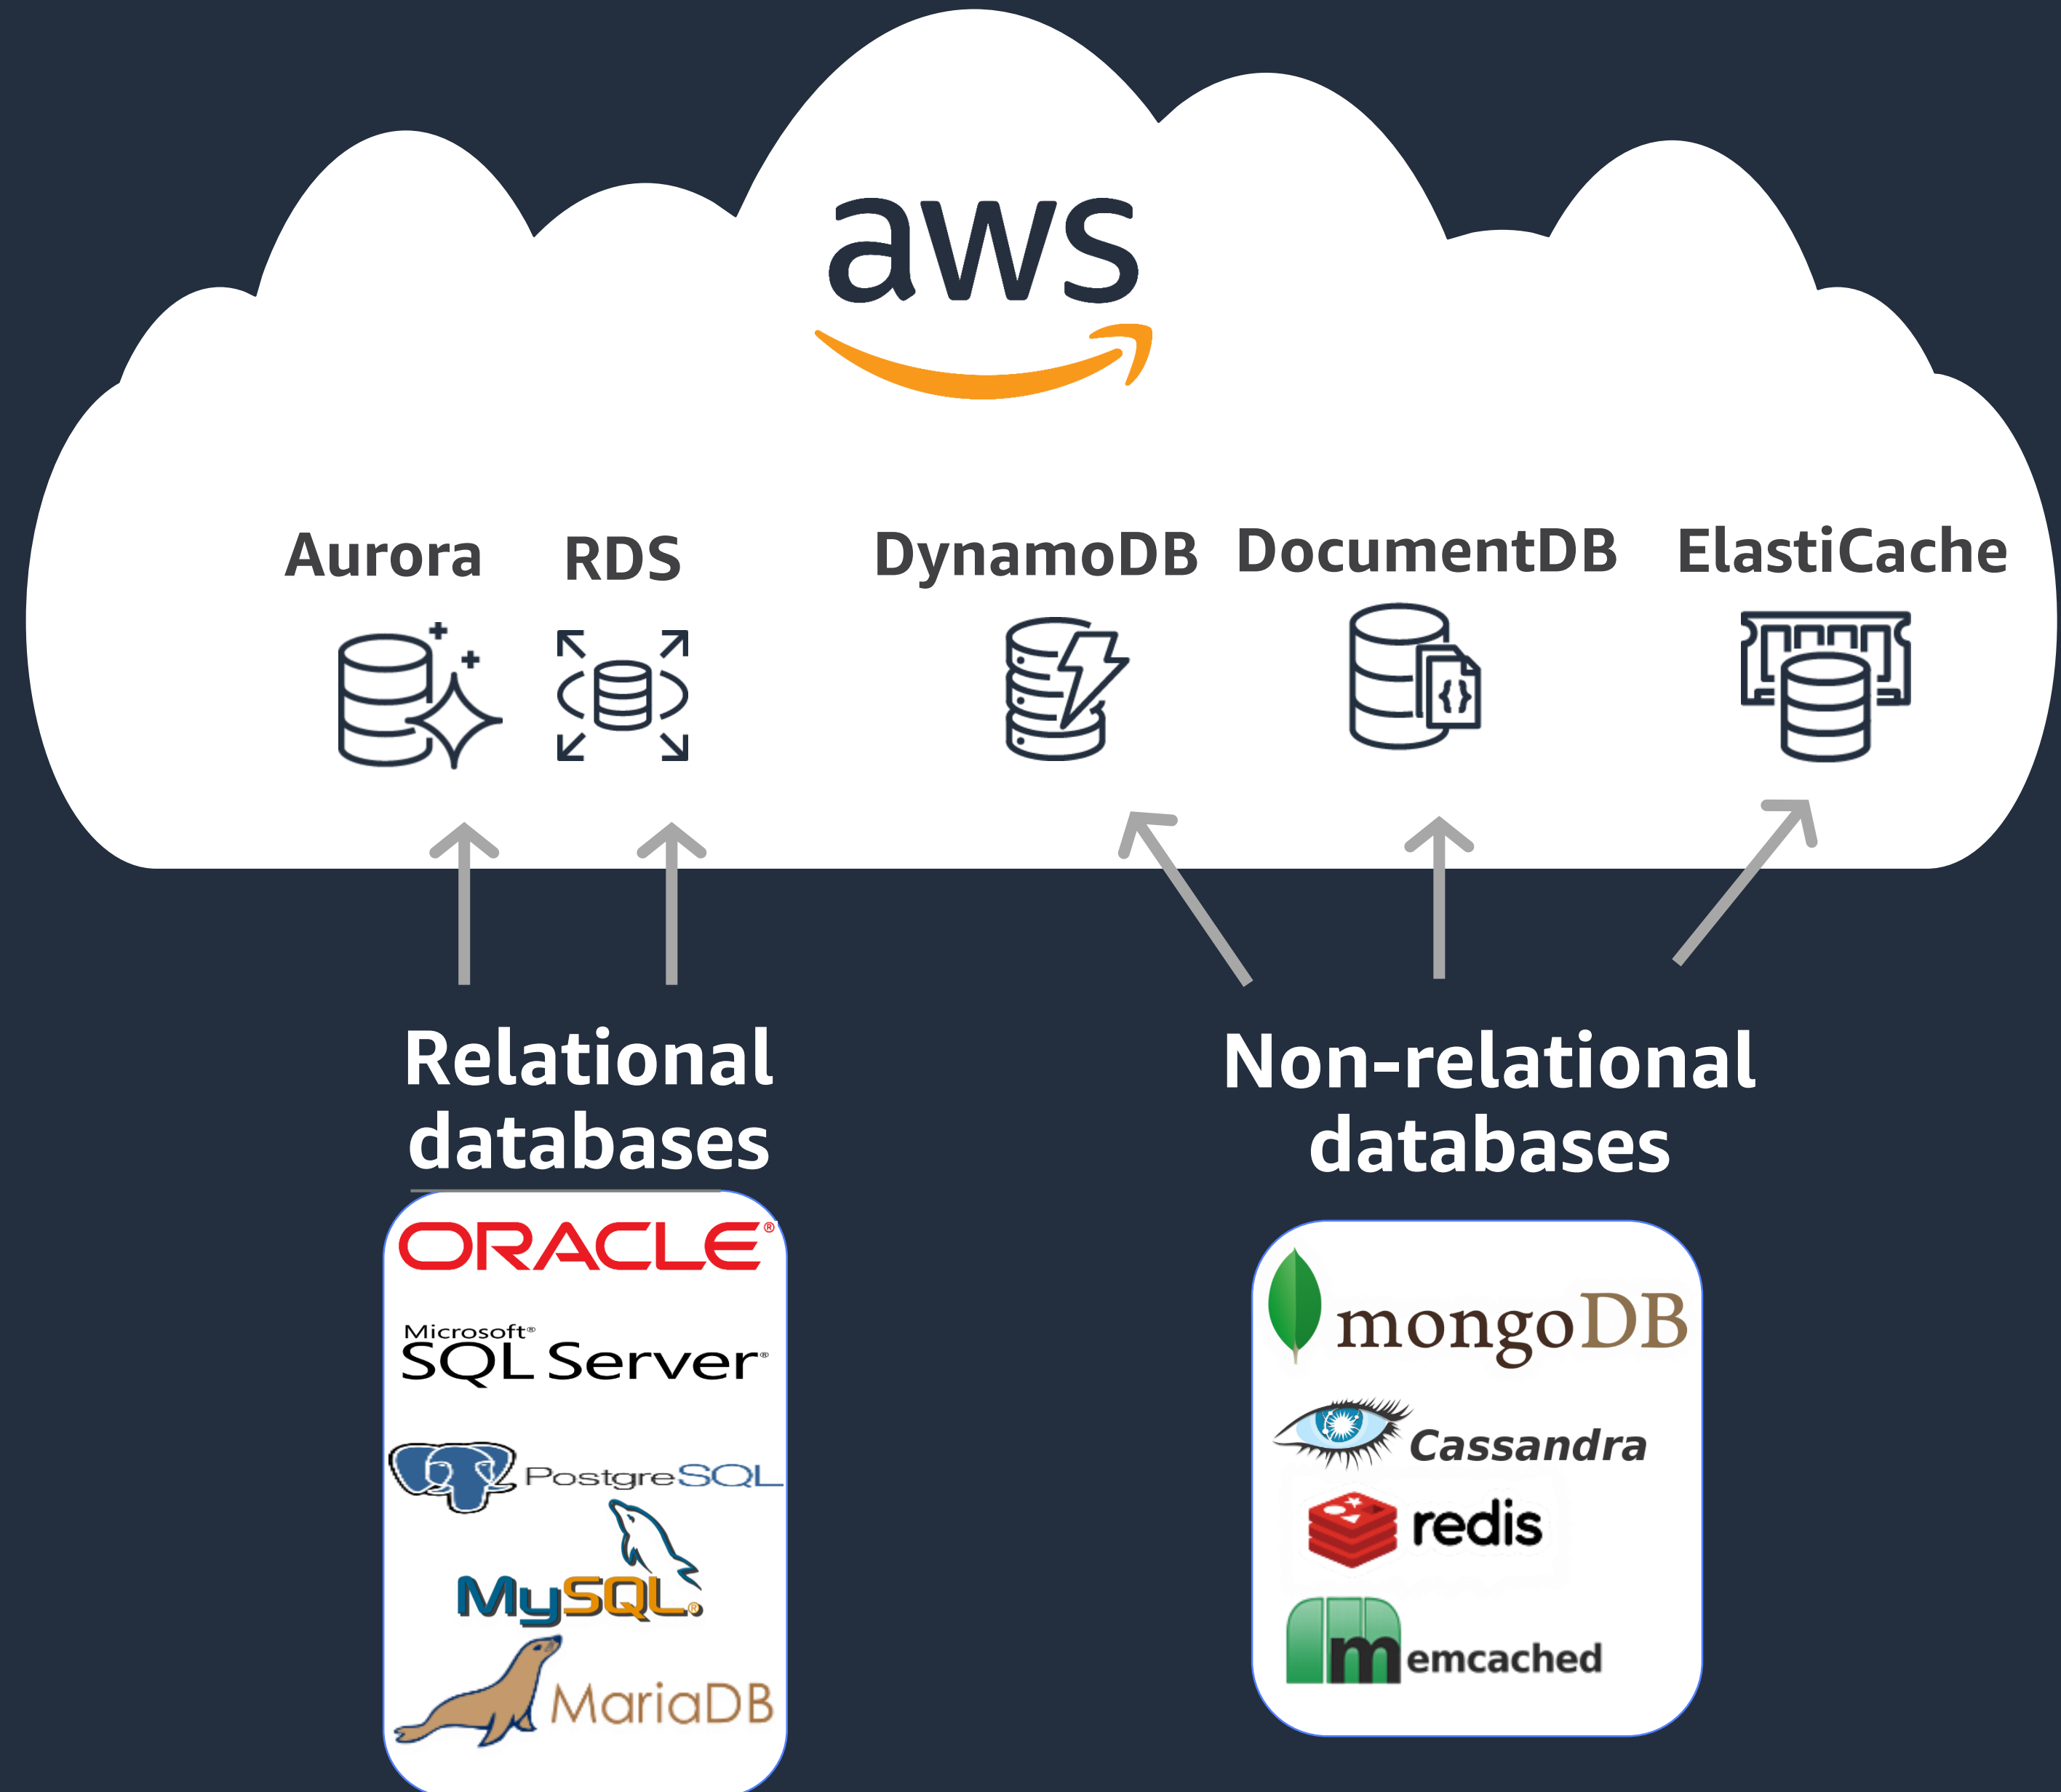 aws
Aurora RDS DynamoDB DocumentDB ElastiCache
{}
Relational
databases
ORACLE®
Microsoft®
SQL Server®
PostgreSQL
MySQL®
MariaDB
Non-relational
databases
mongoDB
Cassandra
redis
memcached